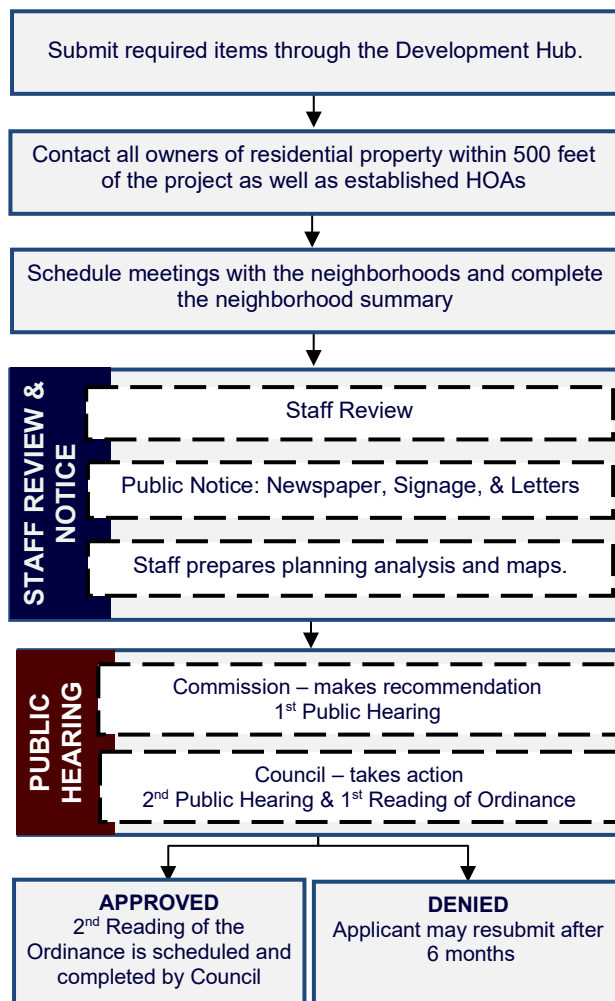 Submit required items through the Development Hub.
Contact all owners of residential property within 500 feet
of the project as well as established HOAs
Schedule meetings with the neighborhoods and complete
the neighborhood summary
STAFF REVIEW &
NOTICE
Staff Review
Public Notice: Newspaper, Signage, & Letters
Staff prepares planning analysis and maps.
PUBLIC
HEARING
Commission – makes recommendation
1st Public Hearing
Council – takes action
2nd Public Hearing & 1st Reading of Ordinance
APPROVED
2nd Reading of the
Ordinance is scheduled and
completed by Council
DENIED
Applicant may resubmit after
6 months